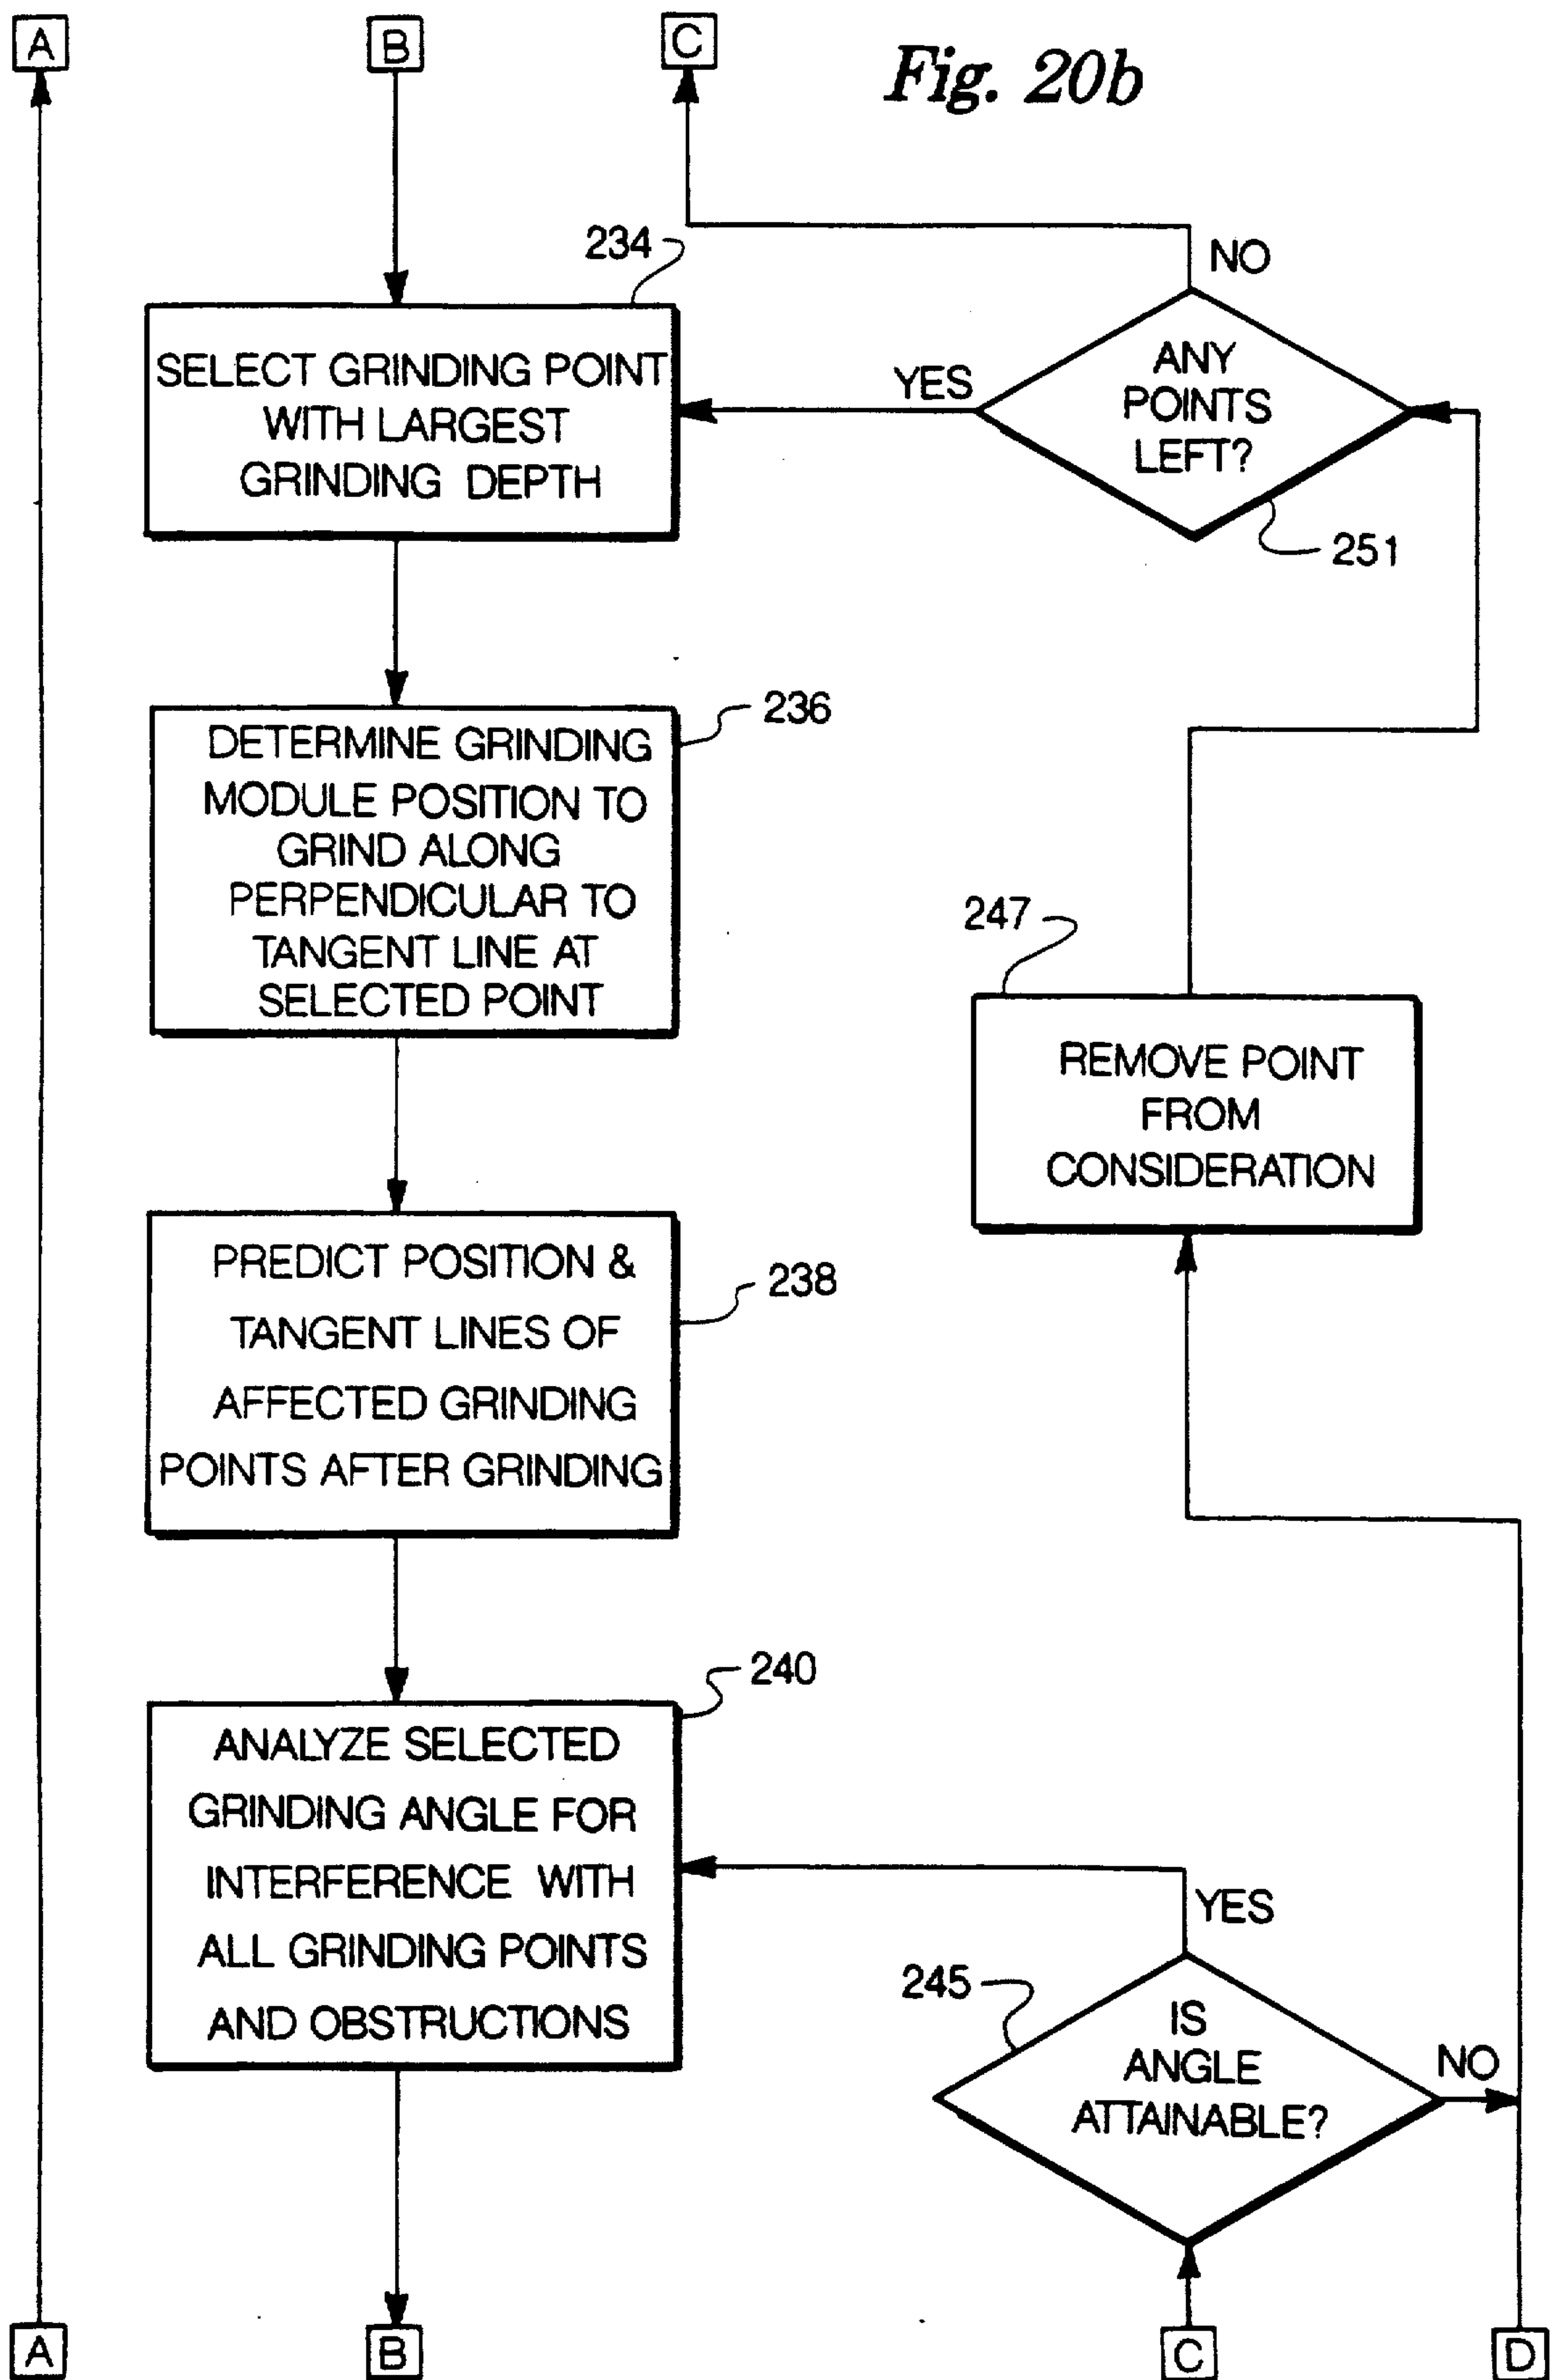 A
B
C
Fig. 20b
234
NO
SELECT GRINDING POINT
WITH LARGEST
GRINDING DEPTH
YES
ANY
POINTS
LEFT?
251
236
DETERMINE GRINDING
MODULE POSITION TO
GRIND ALONG
PERPENDICULAR TO
TANGENT LINE AT
SELECTED POINT
247
REMOVE POINT
FROM
CONSIDERATION
238
PREDICT POSITION &
TANGENT LINES OF
AFFECTED GRINDING
POINTS AFTER GRINDING
240
ANALYZE SELECTED
GRINDING ANGLE FOR
INTERFERENCE WITH
ALL GRINDING POINTS
AND OBSTRUCTIONS
YES
245
IS
ANGLE
ATTAINABLE?
NO
A
B
C
D